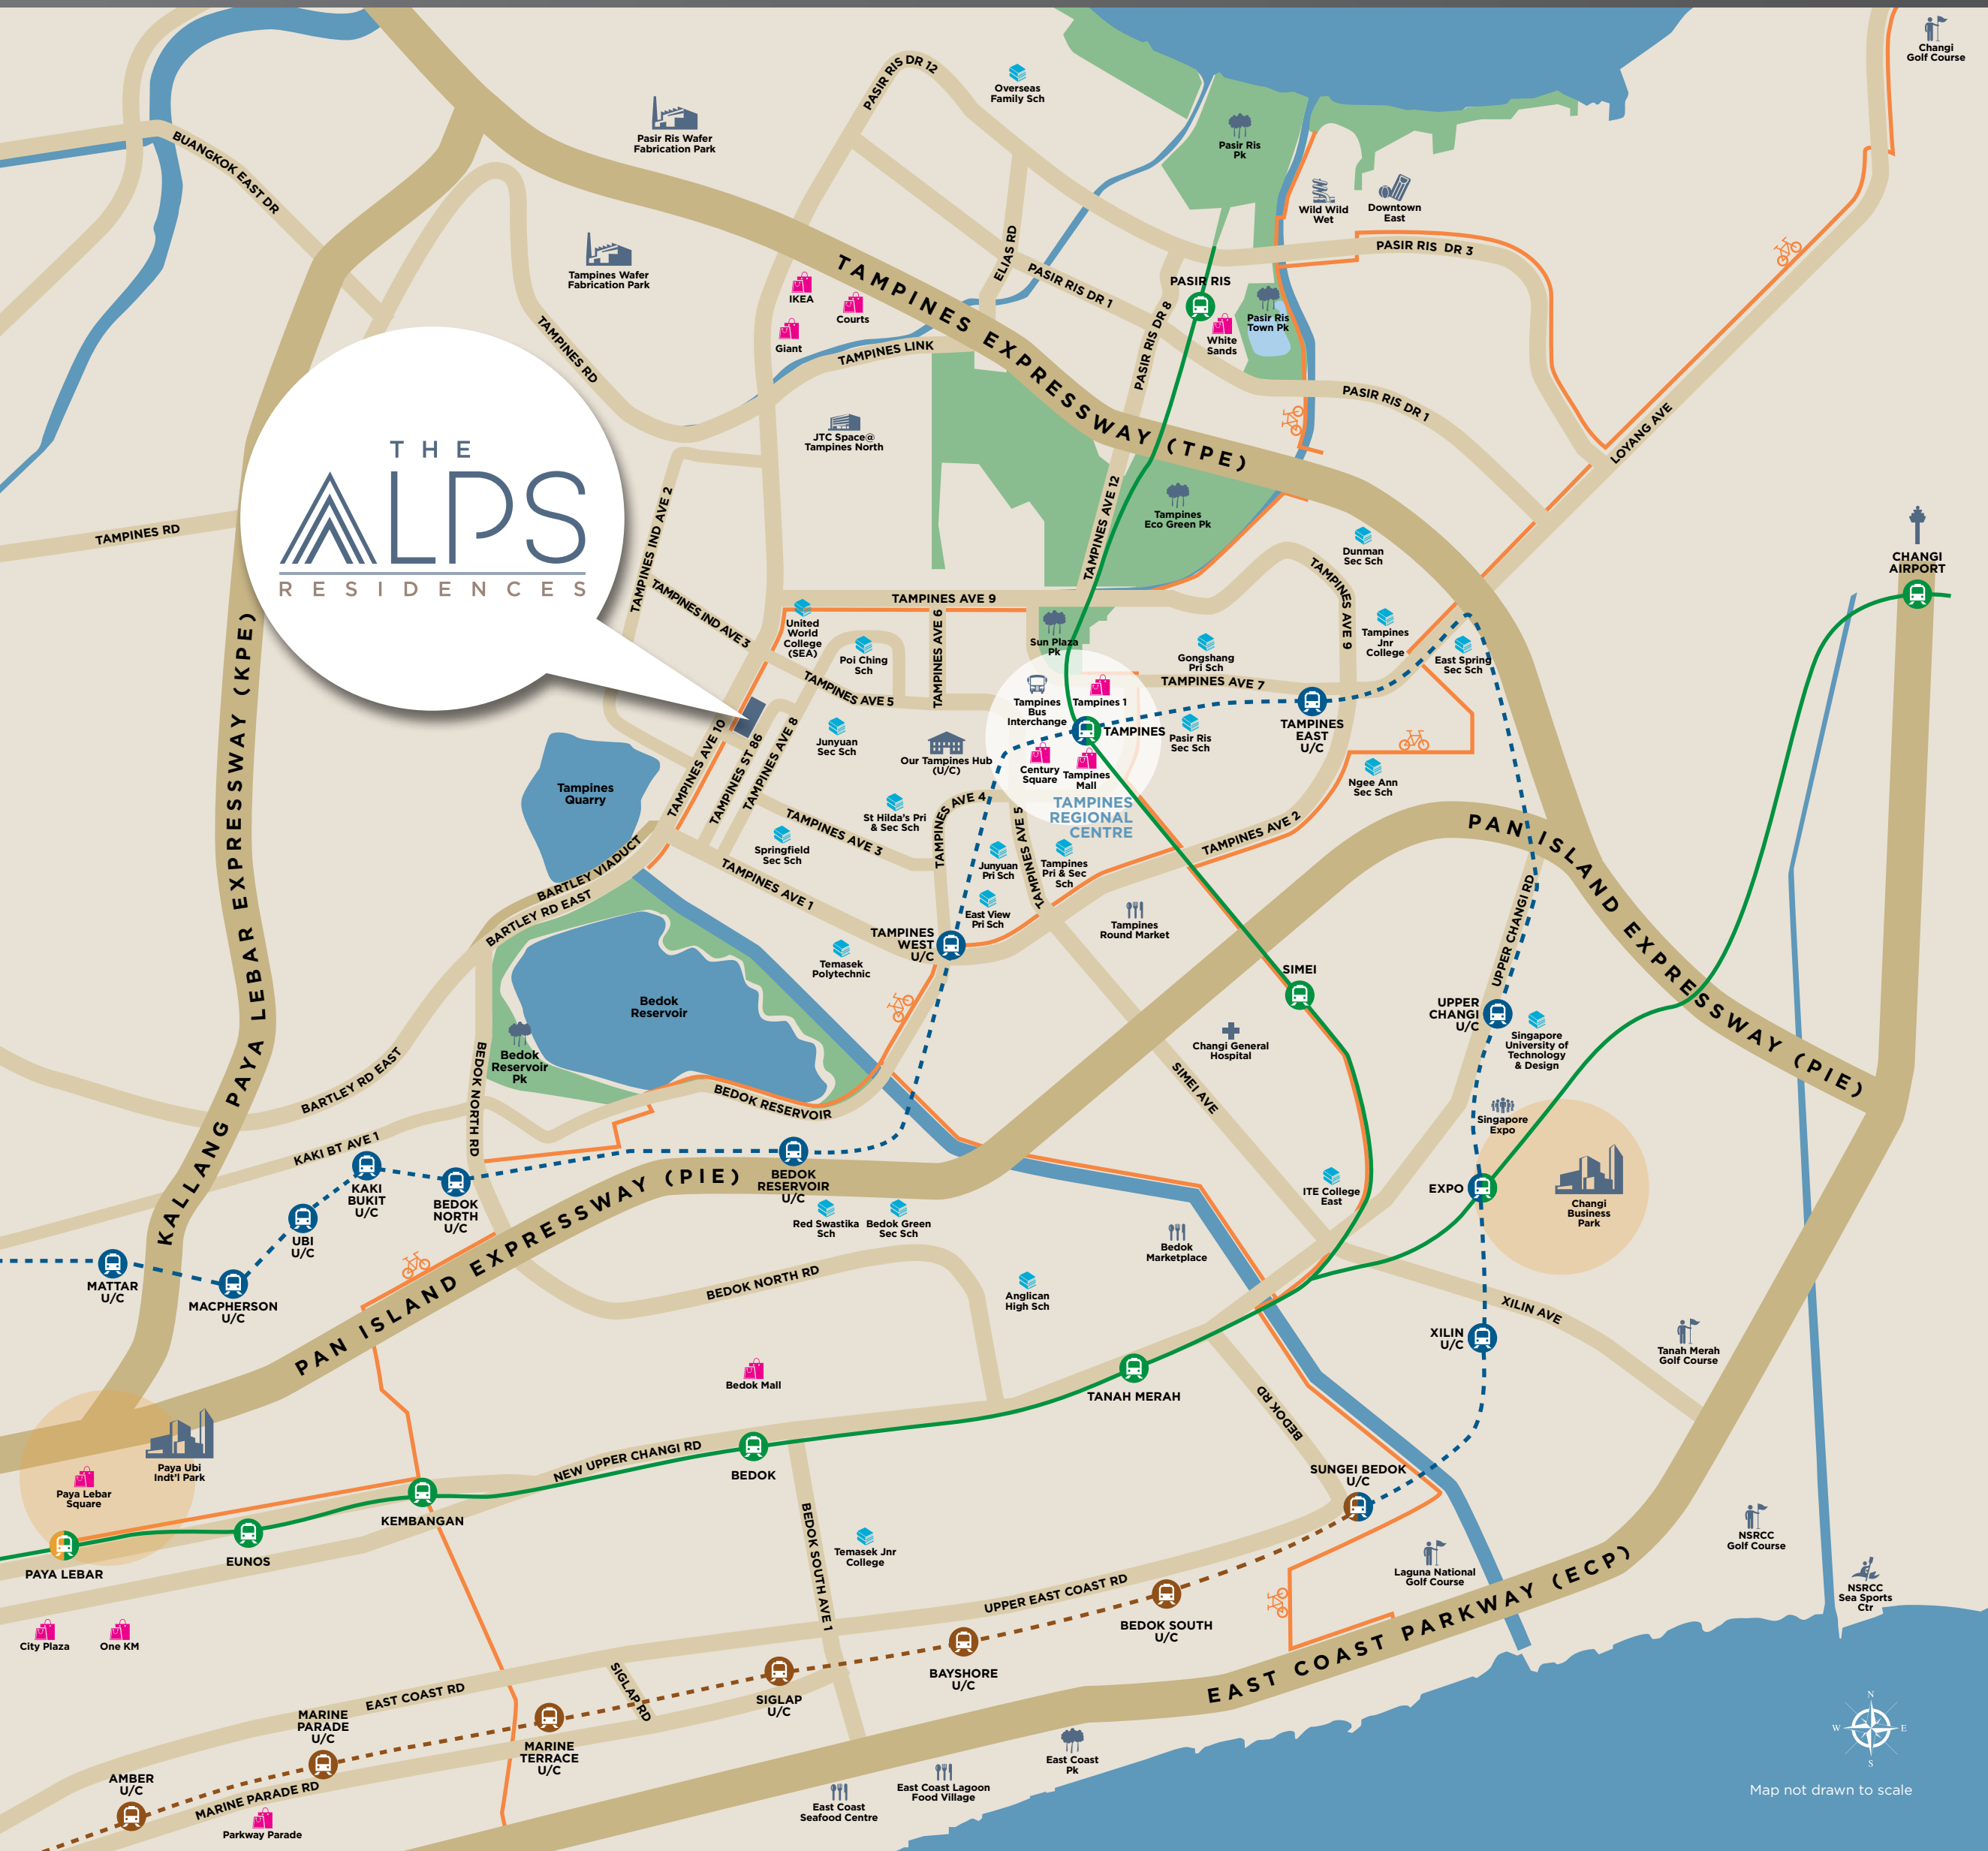 Changi
Golf Course
PASIR RIS DR 12
Overseas
Family Sch
Pasir Ris Wafer
Fabrication Park
BUANGKOK EAST DR
Pasir Ris
Pk
Wild Wild
Wet
Downtown
East
PASIR RIS DR 3
ELIAS RD
Tampines Wafer
Fabrication Park
IKEA
Courts
Giant
TAMPINES EXPRESSWAY (TPE)
PASIR RIS DR 1
PASIR RIS
PASIR RIS DR 8
White
Sands
Pasir Ris
Town Pk
TAMPINES RD
TAMPINES LINK
PASIR RIS DR 1
LOYANG AVE
JTC Space@
Tampines North
THE
ALPS
RESIDENCES
TAMPINES RD
TAMPINES IND AVE 2
TAMPINES AVE 12
Tampines
Eco Green Pk
Dunman
Sec Sch
CHANGI
AIRPORT
TAMPINES IND AVE 3
TAMPINES AVE 9
TAMPINES AVE 9
United
World
College
(SEA)
Poi Ching
Sch
TAMPINES AVE 6
Sun Plaza
Pk
Gongshang
Pri Sch
Tampines
Jnr
College
East Spring
Sec Sch
KALLANG PAYA LEBAR EXPRESSWAY (KPE)
TAMPINES AVE 5
TAMPINES AVE 7
Tampines
Bus
Interchange
Tampines 1
TAMPINES
Pasir Ris
Sec Sch
TAMPINES
EAST
U/C
TAMPINES AVE 10
TAMPINES ST 86
TAMPINES AVE 8
Junyuan
Sec Sch
Our Tampines Hub
(U/C)
Century
Square
Tampines
Mall
Ngee Ann
Sec Sch
Tampines
Quarry
TAMPINES
REGIONAL
CENTRE
TAMPINES AVE 4
TAMPINES AVE 5
St Hilda's Pri
& Sec Sch
TAMPINES AVE 3
Springfield
Sec Sch
Junyuan
Pri Sch
Tampines
Pri & Sec
Sch
TAMPINES AVE 2
PAN ISLAND EXPRESSWAY (PIE)
BARTLEY VIADUCT
BARTLEY RD EAST
TAMPINES AVE 1
East View
Pri Sch
Tampines
Round Market
UPPER CHANGI RD
TAMPINES
WEST
U/C
Temasek
Polytechnic
SIMEI
Bedok
Reservoir
Bedok
Reservoir
Pk
UPPER
CHANGI
U/C
Singapore
University of
Technology
& Design
Changi General
Hospital
SIMEI AVE
BARTLEY RD EAST
BEDOK NORTH RD
BEDOK RESERVOIR
Singapore
Expo
KAKI BT AVE 1
KAKI
BUKIT
U/C
BEDOK
NORTH
U/C
BEDOK
RESERVOIR
U/C
UBI
U/C
Red Swastika
Sch
Bedok Green
Sec Sch
ITE College
East
EXPO
Changi
Business
Park
MATTAR
U/C
MACPHERSON
U/C
Bedok
Marketplace
PAN ISLAND EXPRESSWAY (PIE)
BEDOK NORTH RD
Anglican
High Sch
XILIN AVE
XILIN
U/C
Tanah Merah
Golf Course
Bedok Mall
TANAH MERAH
BEDOK RD
Paya Ubi
Indt'l Park
Paya Lebar
Square
NEW UPPER CHANGI RD
BEDOK
SUNGEI BEDOK
U/C
KEMBANGAN
EUNOS
PAYA LEBAR
BEDOK SOUTH AVE 1
Temasek Jnr
College
NSRCC
Golf Course
Laguna National
Golf Course
NSRCC
Sea Sports
Ctr
City Plaza
One KM
UPPER EAST COAST RD
BEDOK SOUTH
U/C
EAST COAST PARKWAY (ECP)
BAYSHORE
U/C
SIGLAP
U/C
SIGLAP RD
EAST COAST RD
MARINE
PARADE
U/C
MARINE
TERRACE
U/C
AMBER
U/C
MARINE PARADE RD
Parkway Parade
East Coast
Pk
East Coast Lagoon
Food Village
East Coast
Seafood Centre
N
W
E
S
Map not drawn to scale